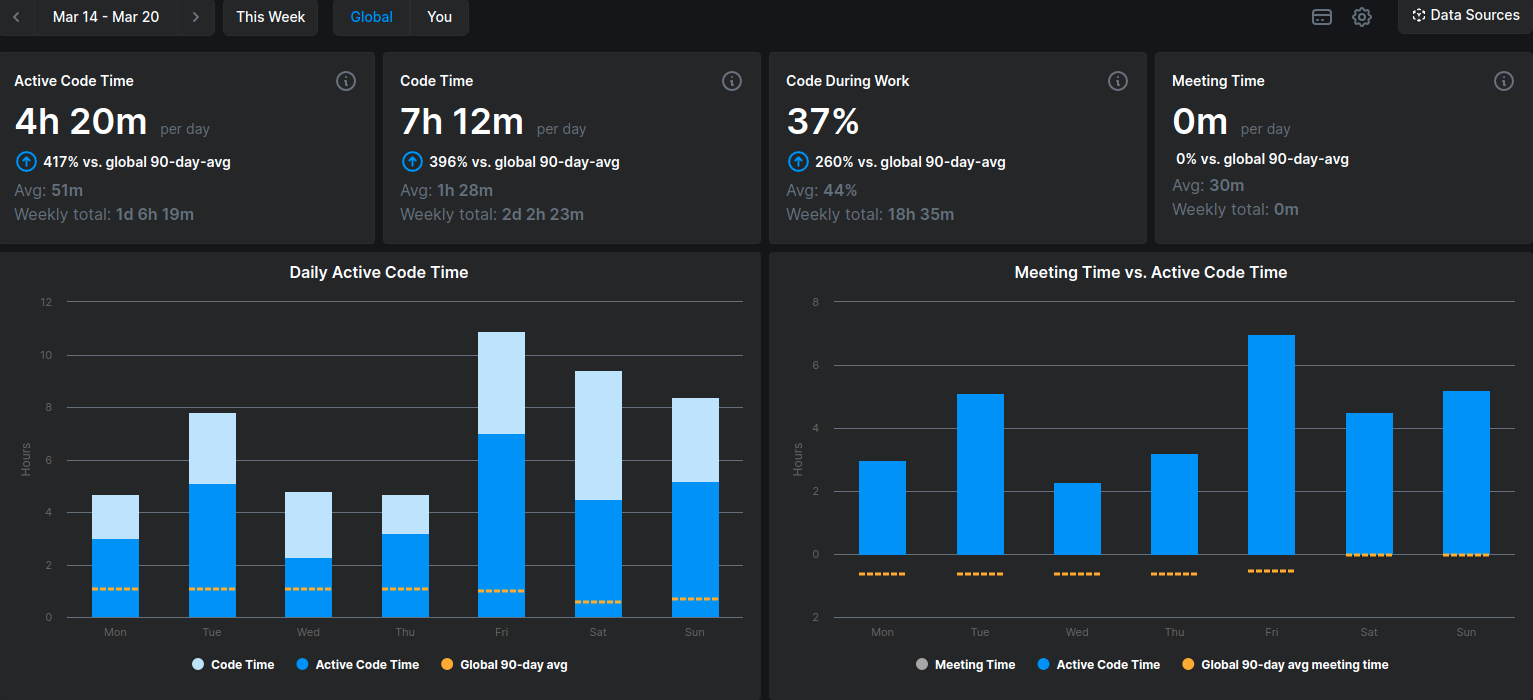 Mar 14 - Mar 20
This Week
Global
You
Data Sources
Active Code Time
4h 20m per day
417% vs. global 90-day-avg
Avg: 51m
Weekly total: 1d 6h 19m
Code Time
7h 12m per day
396% vs. global 90-day-avg
Avg: 1h 28m
Weekly total: 2d 2h 23m
Code During Work
37%
260% vs. global 90-day-avg
Avg: 44%
Weekly total: 18h 35m
Meeting Time
0m per day
0% vs. global 90-day-avg
Avg: 30m
Weekly total: 0m
Daily Active Code Time
12
10
8
6
4
2
0
Hours
Mon Tue Wed Thu Fri Sat Sun
Code Time Active Code Time Global 90-day avg
Meeting Time vs. Active Code Time
8
6
4
2
0
2
Hours
Mon Tue Wed Thu Fri Sat Sun
Meeting Time Active Code Time Global 90-day avg meeting time